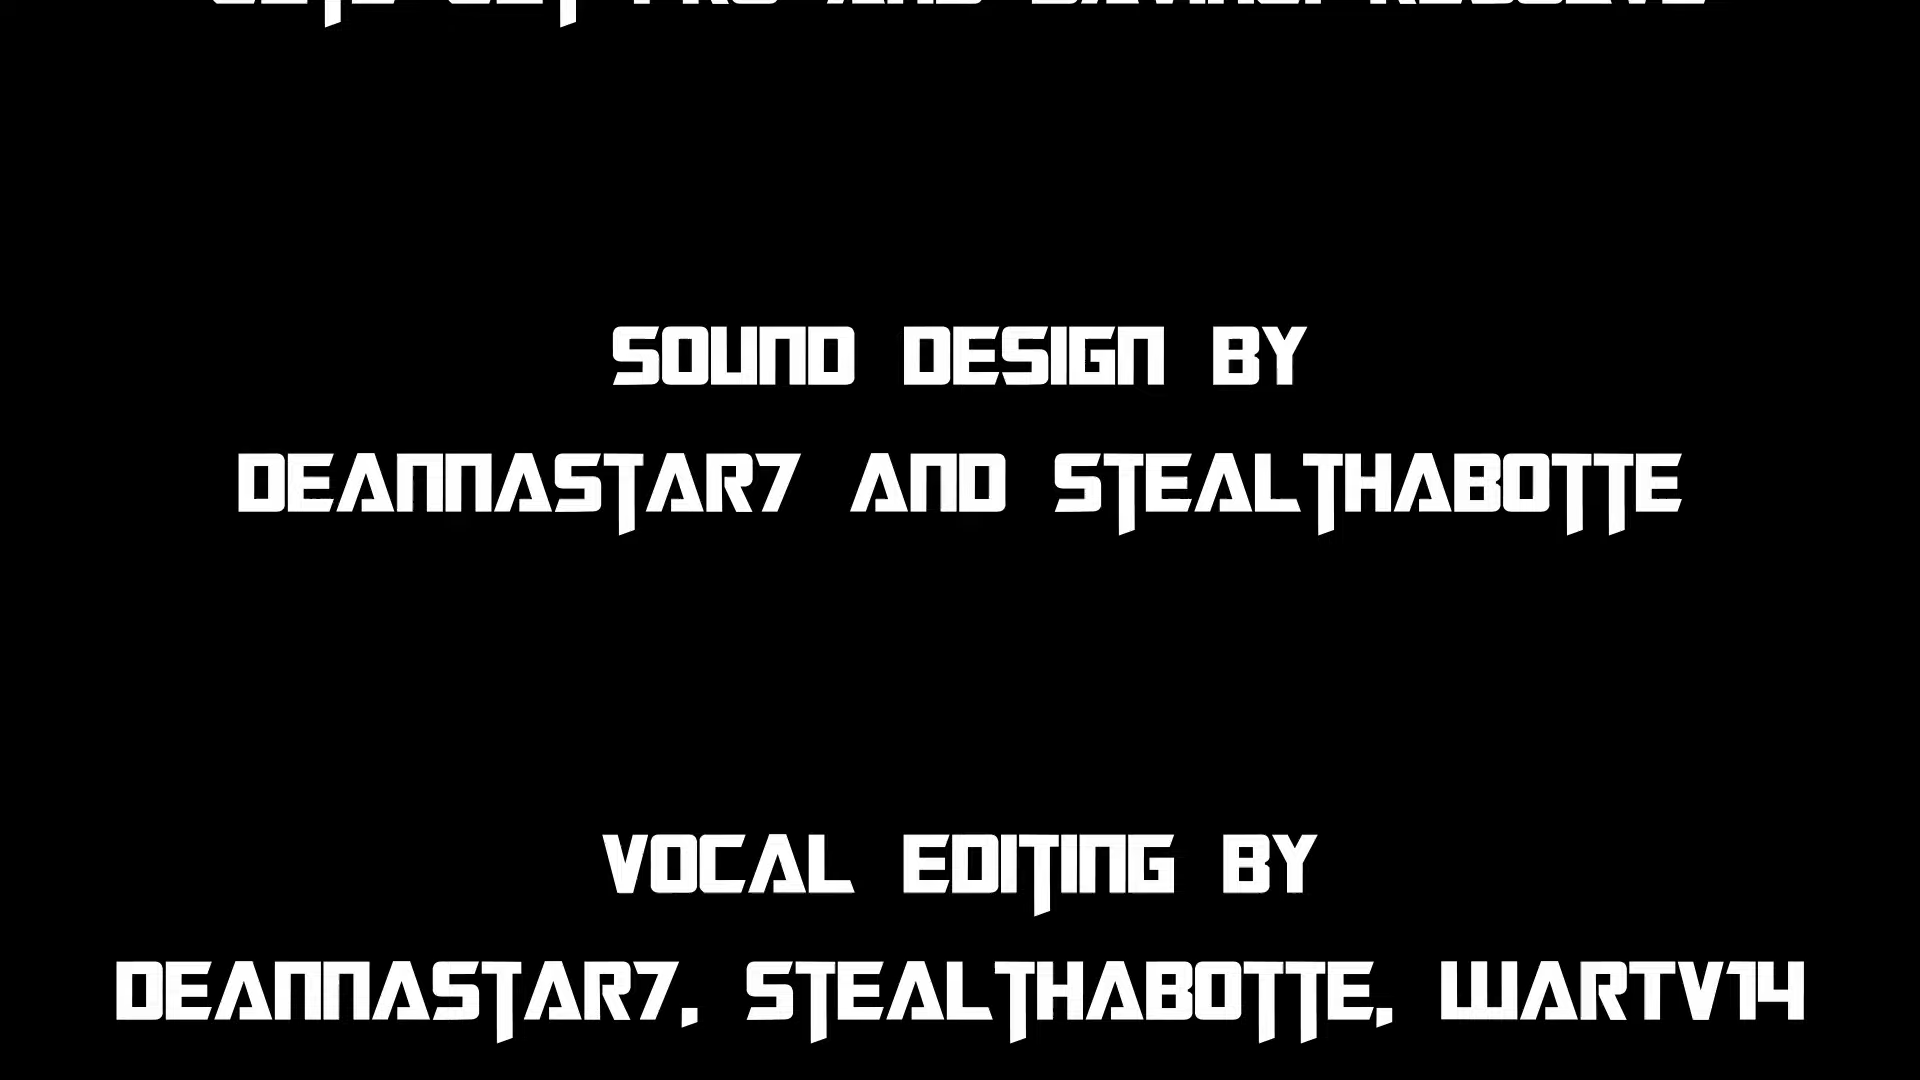 SOUND DESIGN BY
DEANNASTAR7 AND STEALTHABOTTE
VOCAL EDITING BY
DEANNASTAR7, STEALTHABOTTE, WARTV14